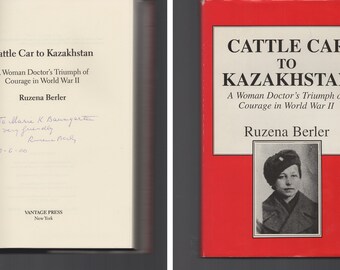 Cattle Car to Kazakhstan
A Woman Doctor's Triumph of
Courage in World War II
Ruzena Berler
VANTAGE PRESS
New York
CATTLE CAR
TO
KAZAKHSTAN
A Woman Doctor's Triumph of
Courage in World War II
Ruzena Berler